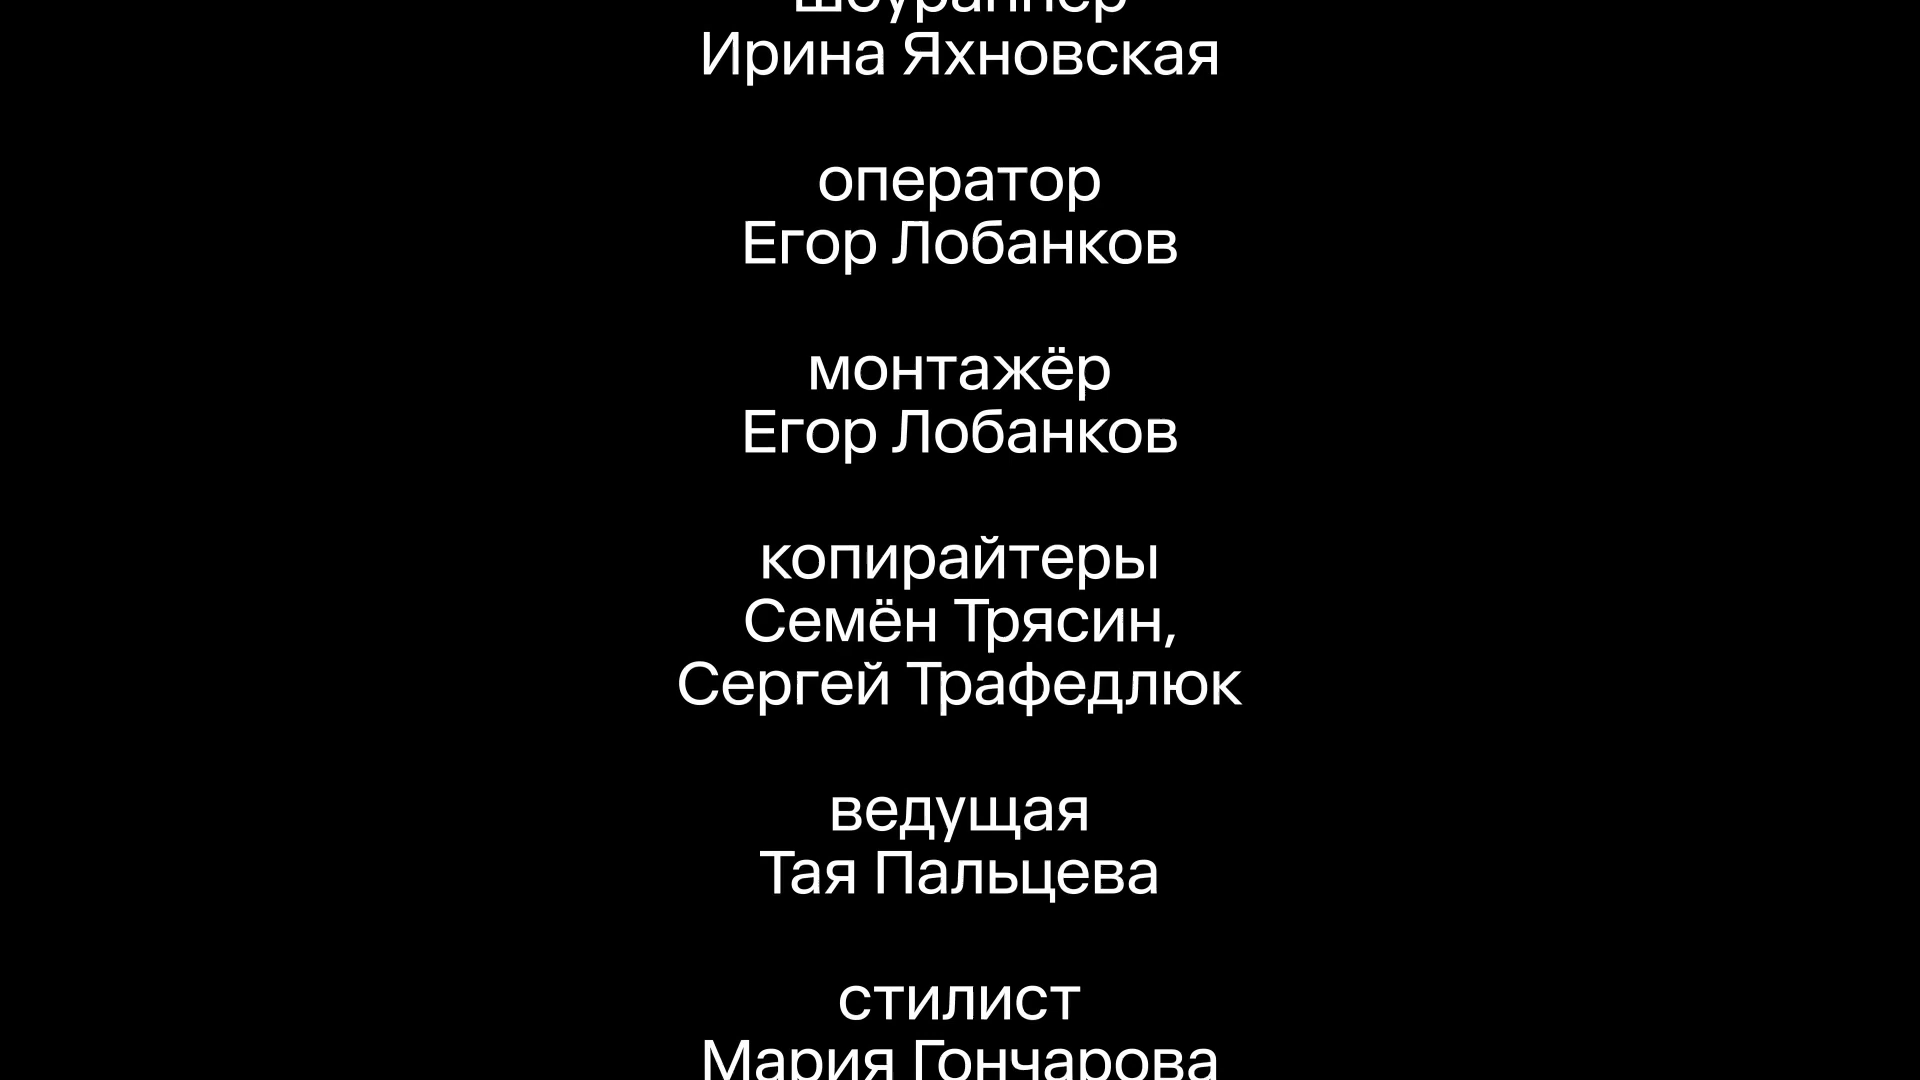 шоураннер
Ирина Яхновская
оператор
Егор Лобанков
монтажёр
Егор Лобанков
копирайтеры
Семён Трясин,
Сергей Трафедлюк
ведущая
Тая Пальцева
стилист
Мария Гончарова